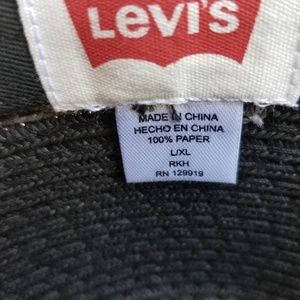 LEVI'S
MADE IN CHINA
HECHO EN CHINA
100% PAPER
L/XL
RKH
RN 129919